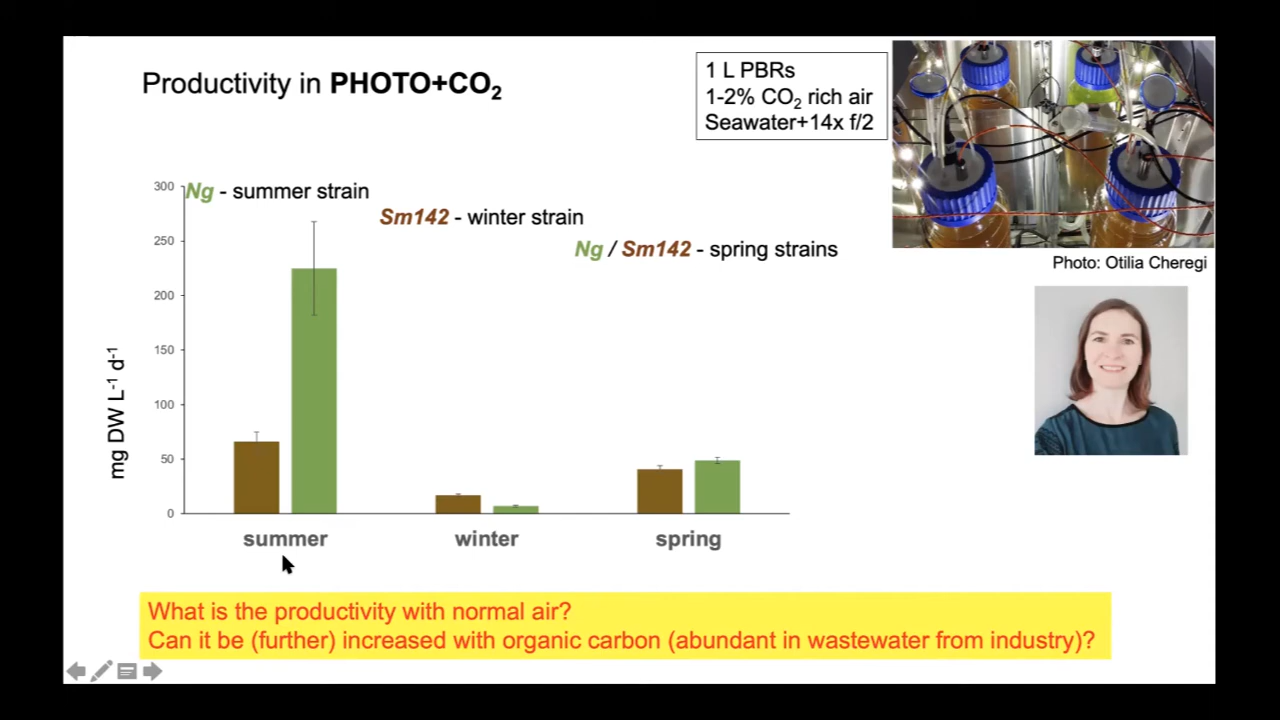 Productivity in PHOTO+CO₂
1 L PBRs
1-2% CO₂ rich air
Seawater+14x f/2
Photo: Otilia Cheregi
Ng - summer strain
Sm142 - winter strain
Ng / Sm142 - spring strains
mg DW L⁻¹ d⁻¹
300
250
200
150
100
50
0
summer
winter
spring
What is the productivity with normal air?
Can it be (further) increased with organic carbon (abundant in wastewater from industry)?